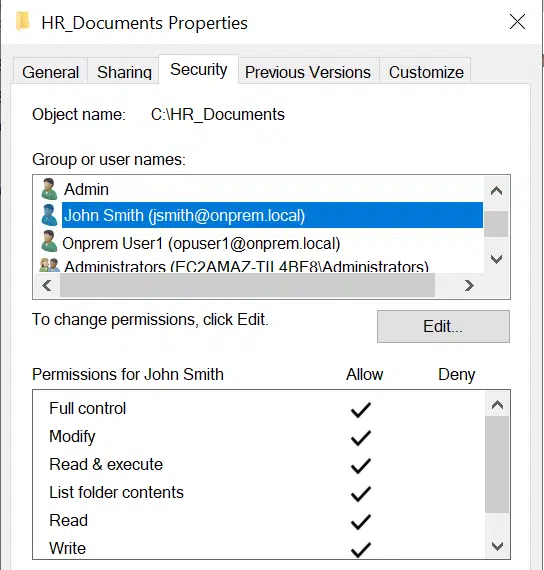 HR_Documents Properties
General Sharing Security Previous Versions Customize
Object name: C:\HR_Documents
Group or user names:
Admin
John Smith (jsmith@onprem.local)
Onprem User1 (opuser1@onprem.local)
Administrators (EC2AMAZ-TIL4BE8\Administrators)
To change permissions, click Edit.
Edit...
Permissions for John Smith Allow Deny
Full control
Modify
Read & execute
List folder contents
Read
Write